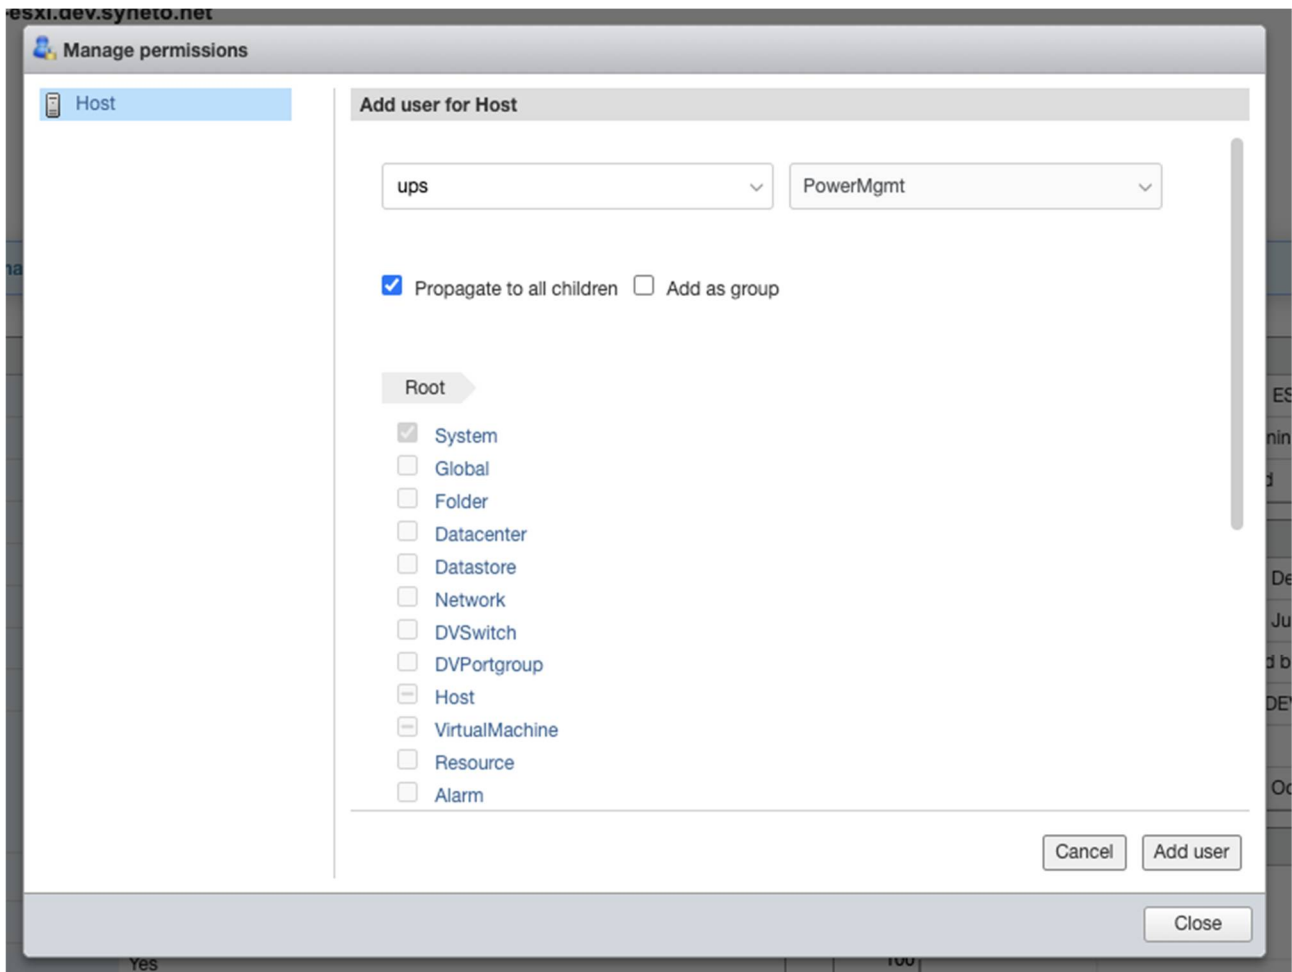 -esxi.dev.syneto.net
Manage permissions
Host
Add user for Host
ups
PowerMgmt
Propagate to all children
Add as group
Root
System
Global
Folder
Datacenter
Datastore
Network
DVSwitch
DVPortgroup
Host
VirtualMachine
Resource
Alarm
Cancel
Add user
Close
Yes
100